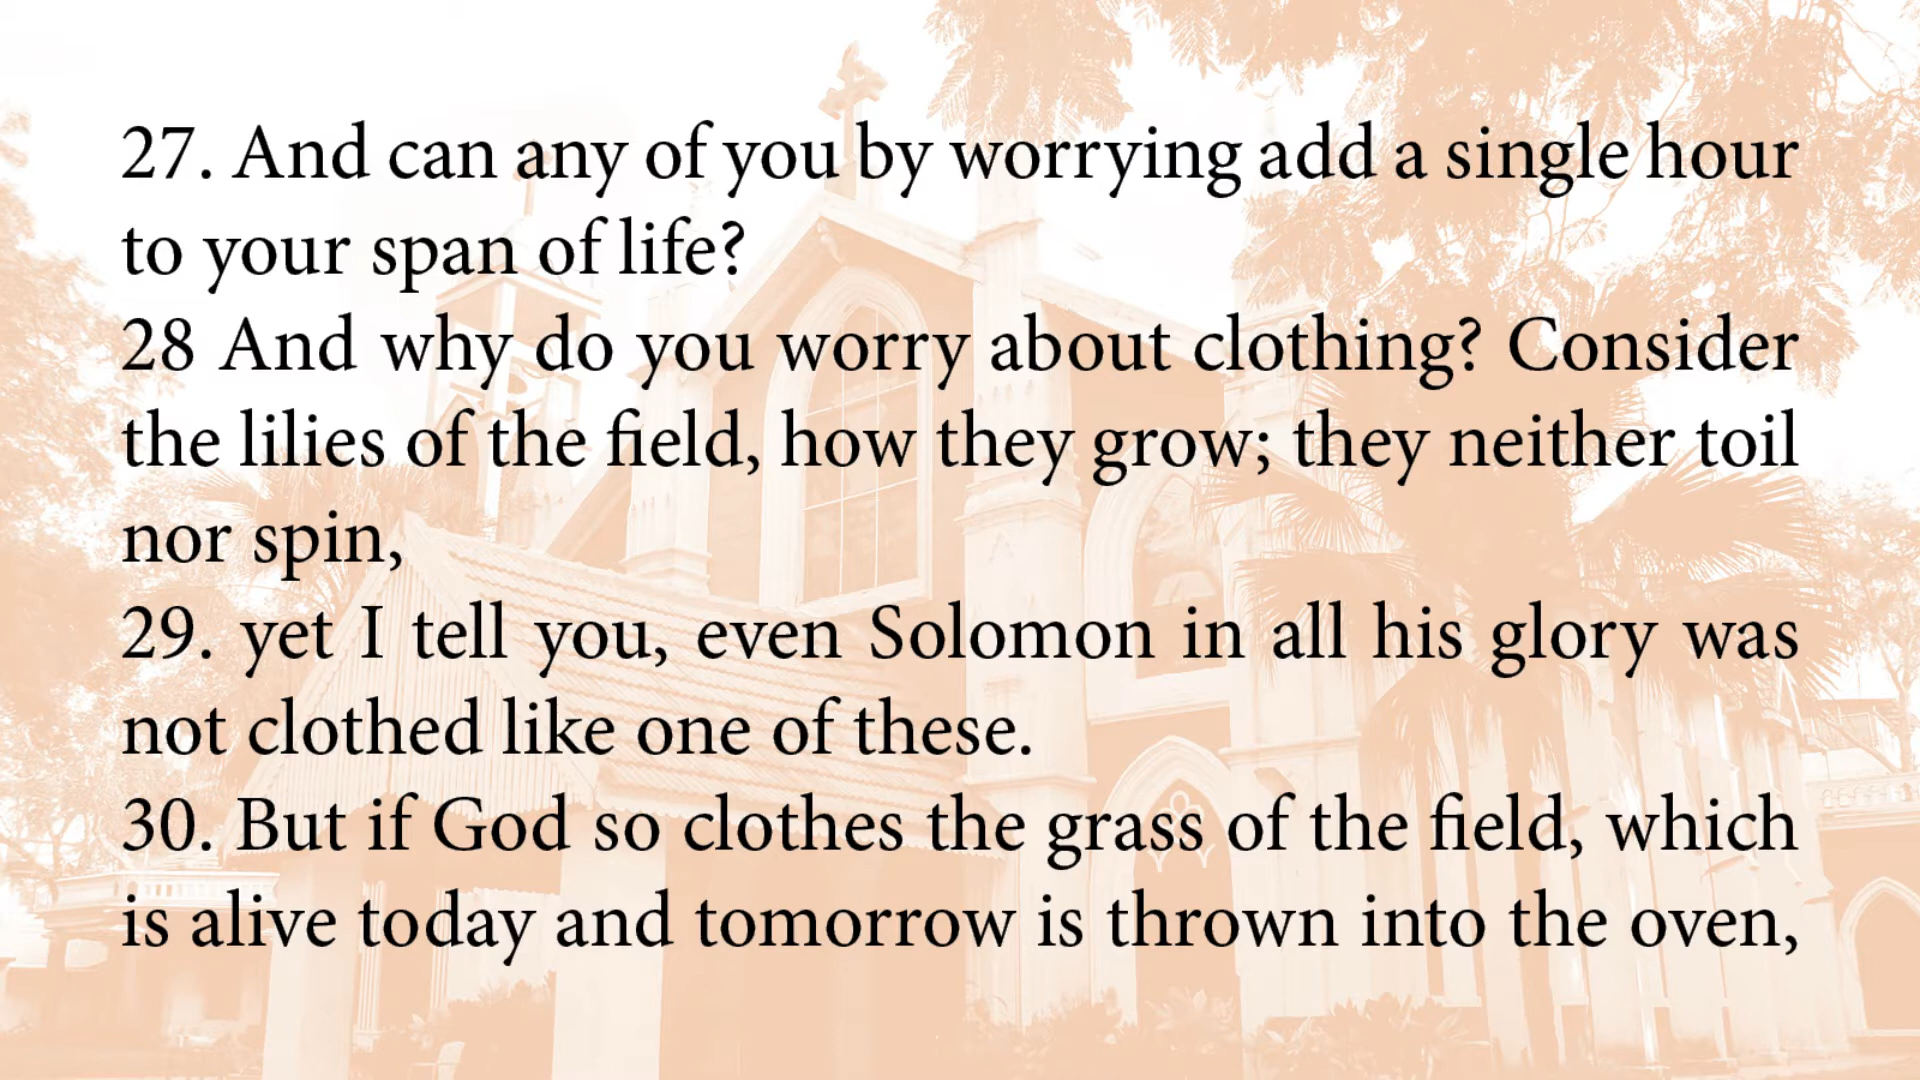 27. And can any of you by worrying add a single hour
to your span of life?
28 And why do you worry about clothing? Consider
the lilies of the field, how they grow; they neither toil
nor spin,
29. yet I tell you, even Solomon in all his glory was
not clothed like one of these.
30. But if God so clothes the grass of the field, which
is alive today and tomorrow is thrown into the oven,